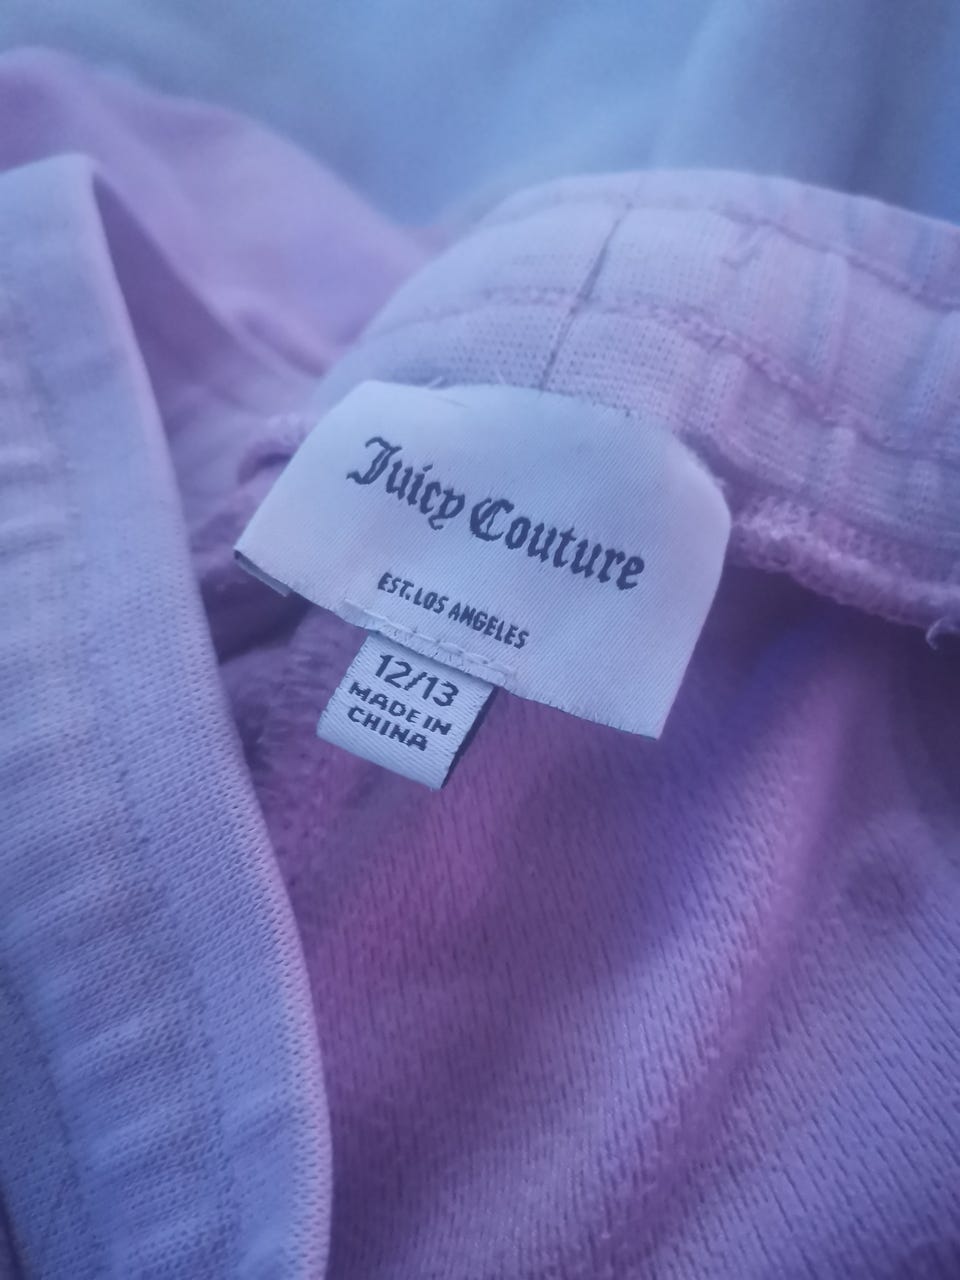 Juicy Couture
EST. LOS ANGELES
12/13
MADE IN
CHINA